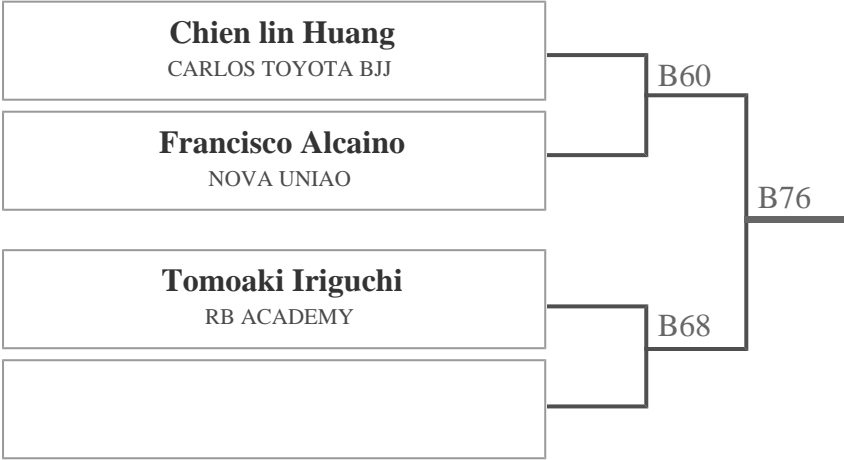 Chien lin Huang
CARLOS TOYOTA BJJ
B60
Francisco Alcaino
NOVA UNIAO
B76
Tomoaki Iriguchi
RB ACADEMY
B68